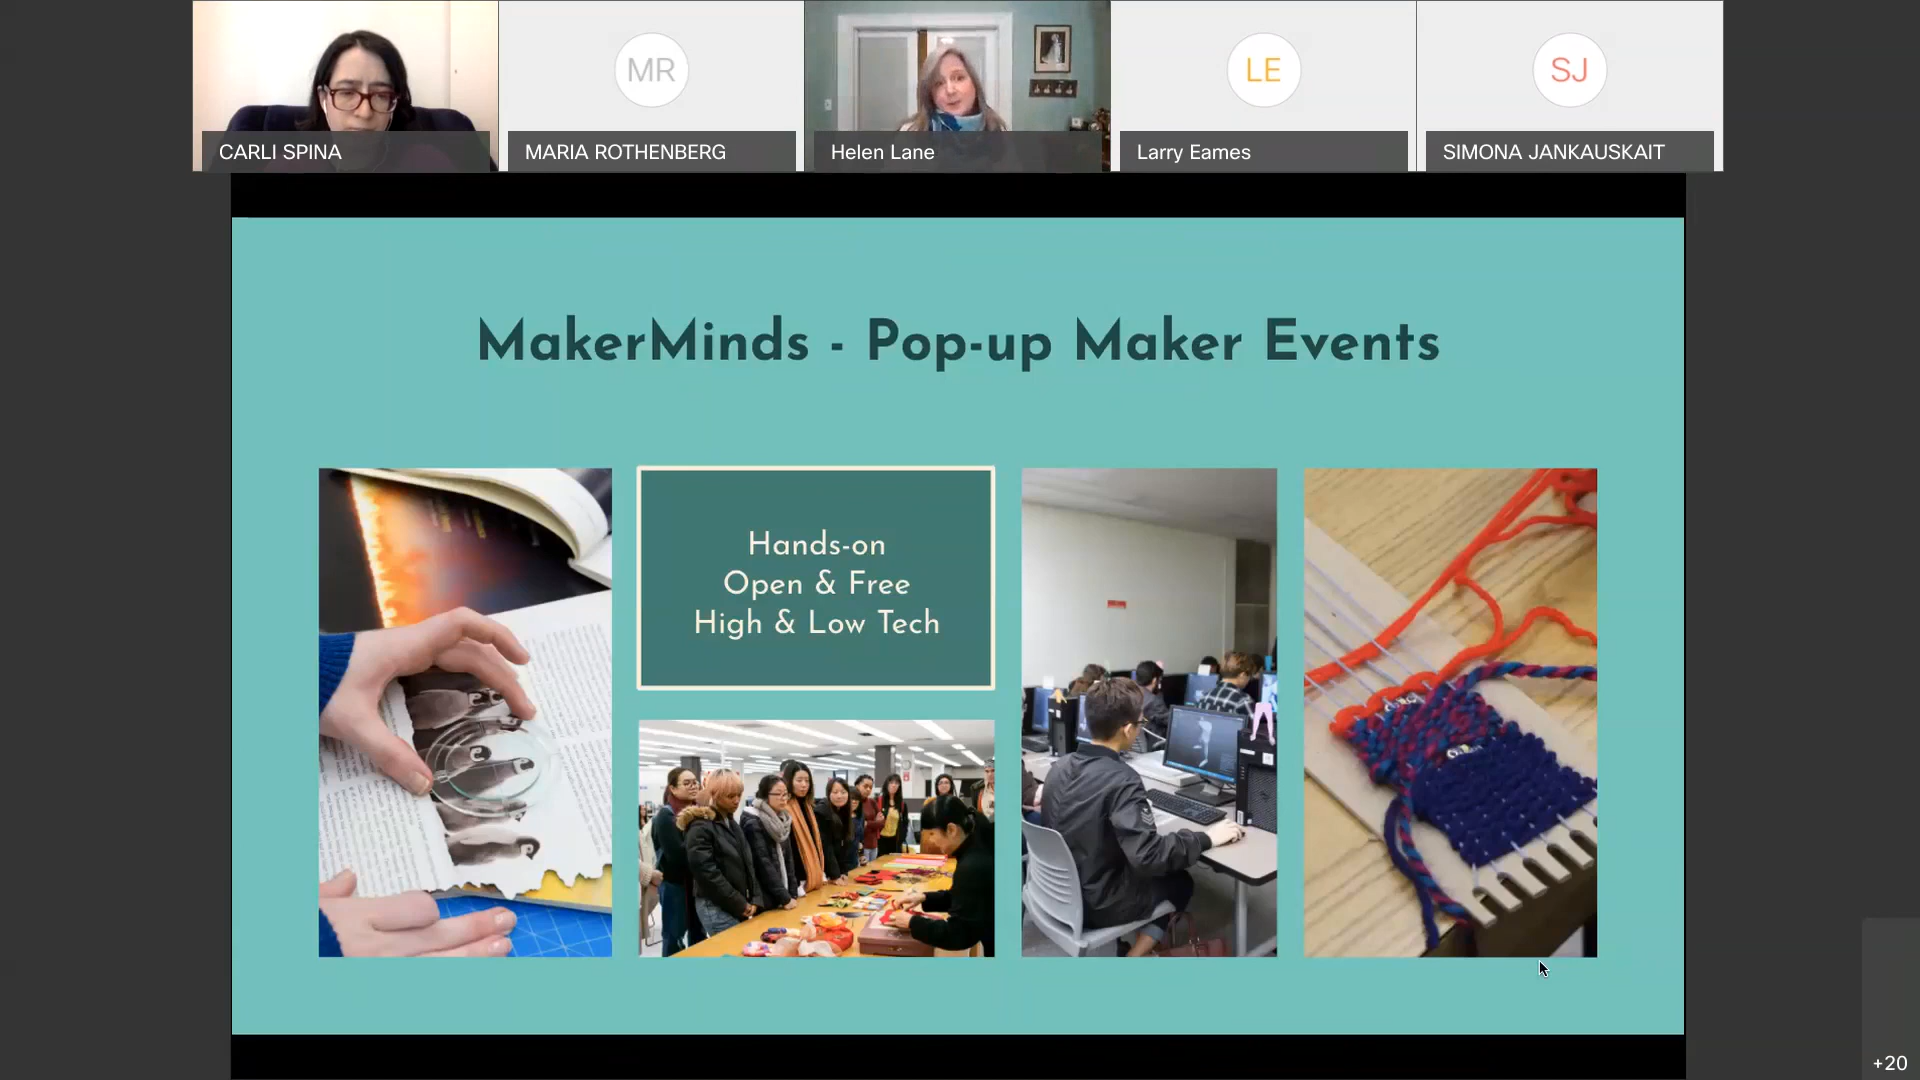 CARLI SPINA
MR
MARIA ROTHENBERG
Helen Lane
LE
Larry Eames
SJ
SIMONA JANKAUSKAIT
MakerMinds - Pop-up Maker Events
Hands-on
Open & Free
High & Low Tech
+20